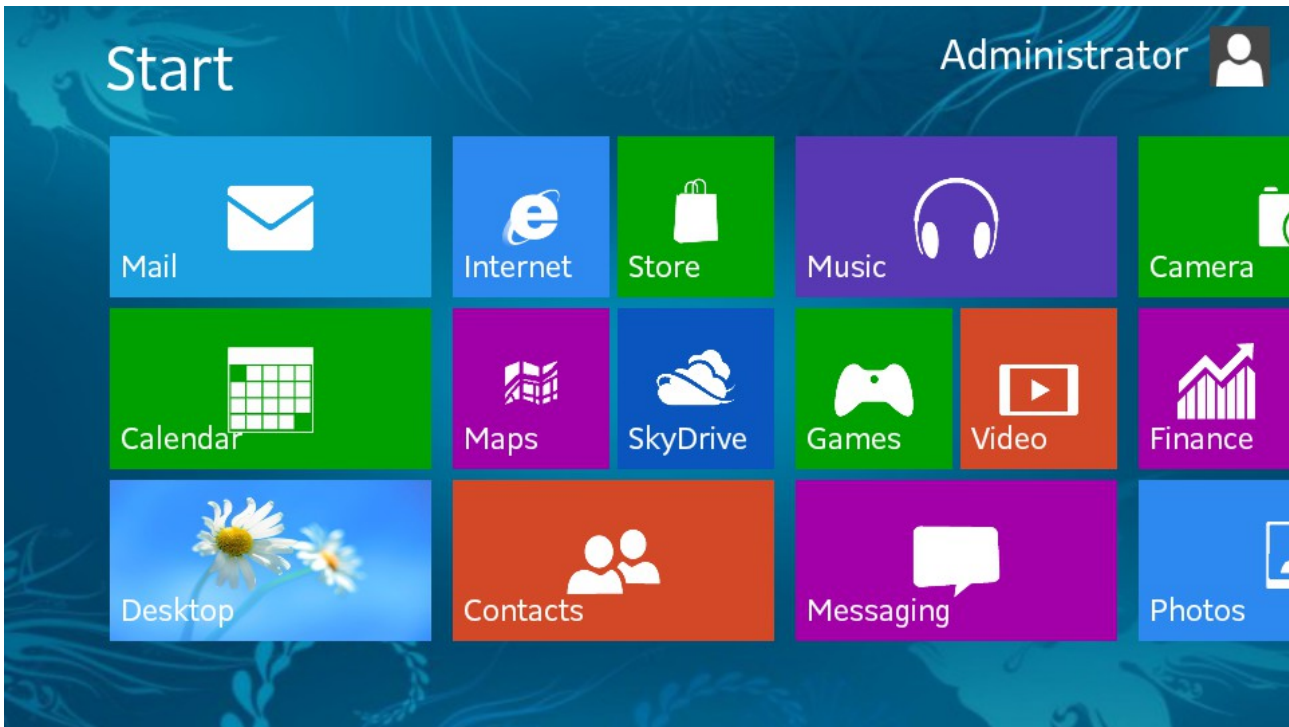 Start
Administrator
Mail
Internet
Store
Music
Camera
Calendar
Maps
SkyDrive
Games
Video
Finance
Desktop
Contacts
Messaging
Photos